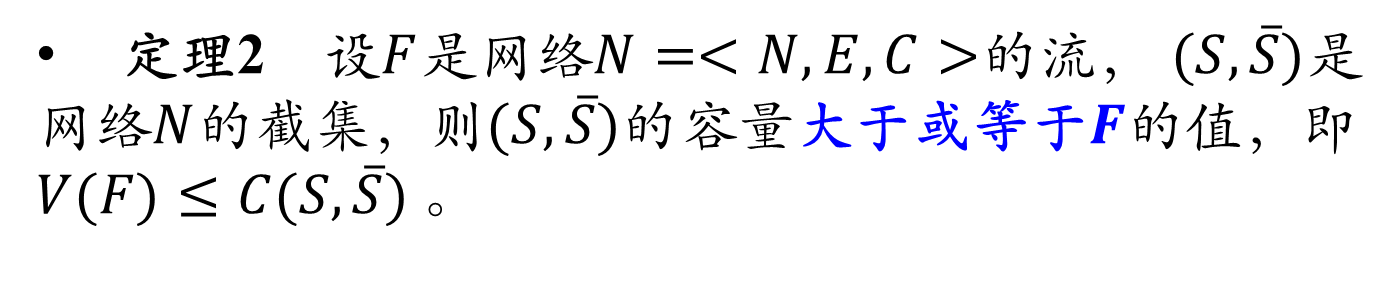 • 定理2 设F是网络N =< N, E, C >的流， (S, S̄)是
网络N的截集，则(S, S̄)的容量大于或等于F的值，即
V(F) ≤ C(S, S̄) 。